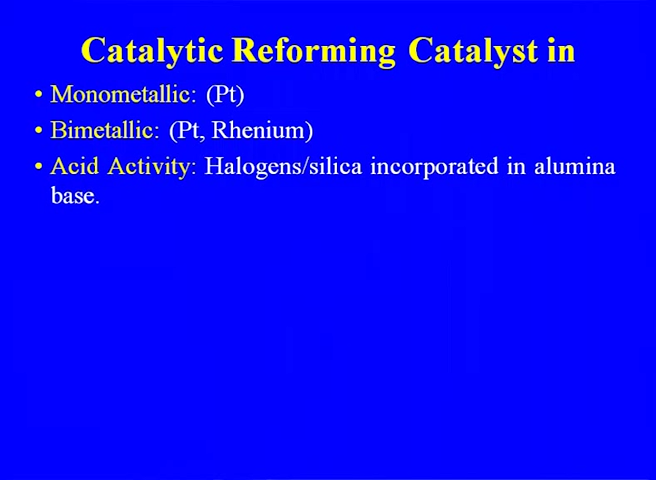 Catalytic Reforming Catalyst in
• Monometallic: (Pt)
• Bimetallic: (Pt, Rhenium)
• Acid Activity: Halogens/silica incorporated in alumina
base.